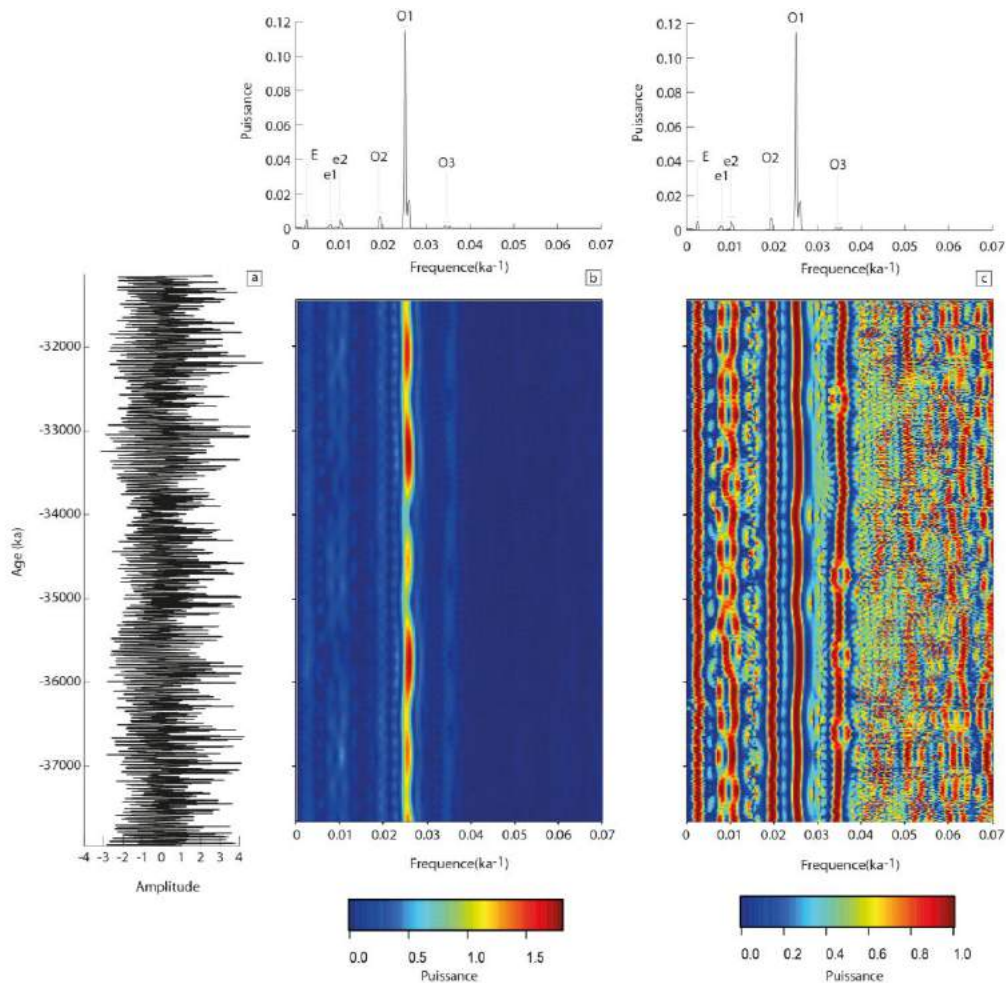 O1
0.12
0.10
0.08
0.06
0.04
0.02
0
Puissance
E
e1
e2
O2
O3
0
0.01
0.02
0.03
0.04
0.05
0.06
0.07
Frequence(ka-1)
O1
0.12
0.10
0.08
0.06
0.04
0.02
0
Puissance
E
e1
e2
O2
O3
0
0.01
0.02
0.03
0.04
0.05
0.06
0.07
Frequence(ka-1)
a
-32000
-33000
-34000
-35000
-36000
-37000
Age (ka)
-4 -3 -2 -1 0 1 2 3 4
Amplitude
b
0 0.01 0.02 0.03 0.04 0.05 0.06 0.07
Frequence(ka-1)
0.0 0.5 1.0 1.5
Puissance
c
0 0.01 0.02 0.03 0.04 0.05 0.06 0.07
Frequence(ka-1)
0.0 0.2 0.4 0.6 0.8 1.0
Puissance